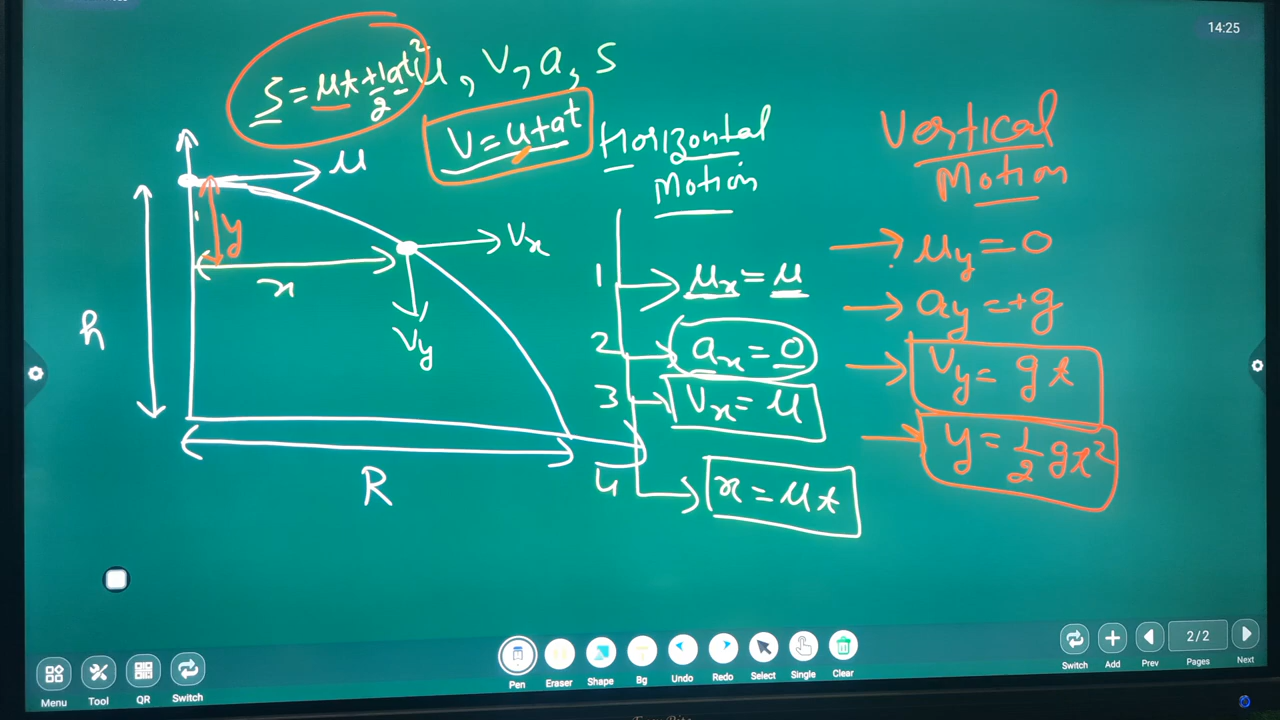 14:25
S = ut + 1/2 at² u, v, a, s
V = u + at
Horizontal
Motion
Vertical
Motion
u
y
x
Vx
Vy
h
R
1 → ux = u
2 → ax = 0
3 → Vx = u
4 → x = ut
→ uy = 0
→ ay = +g
→ Vy = gt
→ y = 1/2 gt²
Menu Tool QR Switch
Pen Eraser Shape Bg Undo Redo Select Single Clear
2/2
Switch Add Prev Pages Next